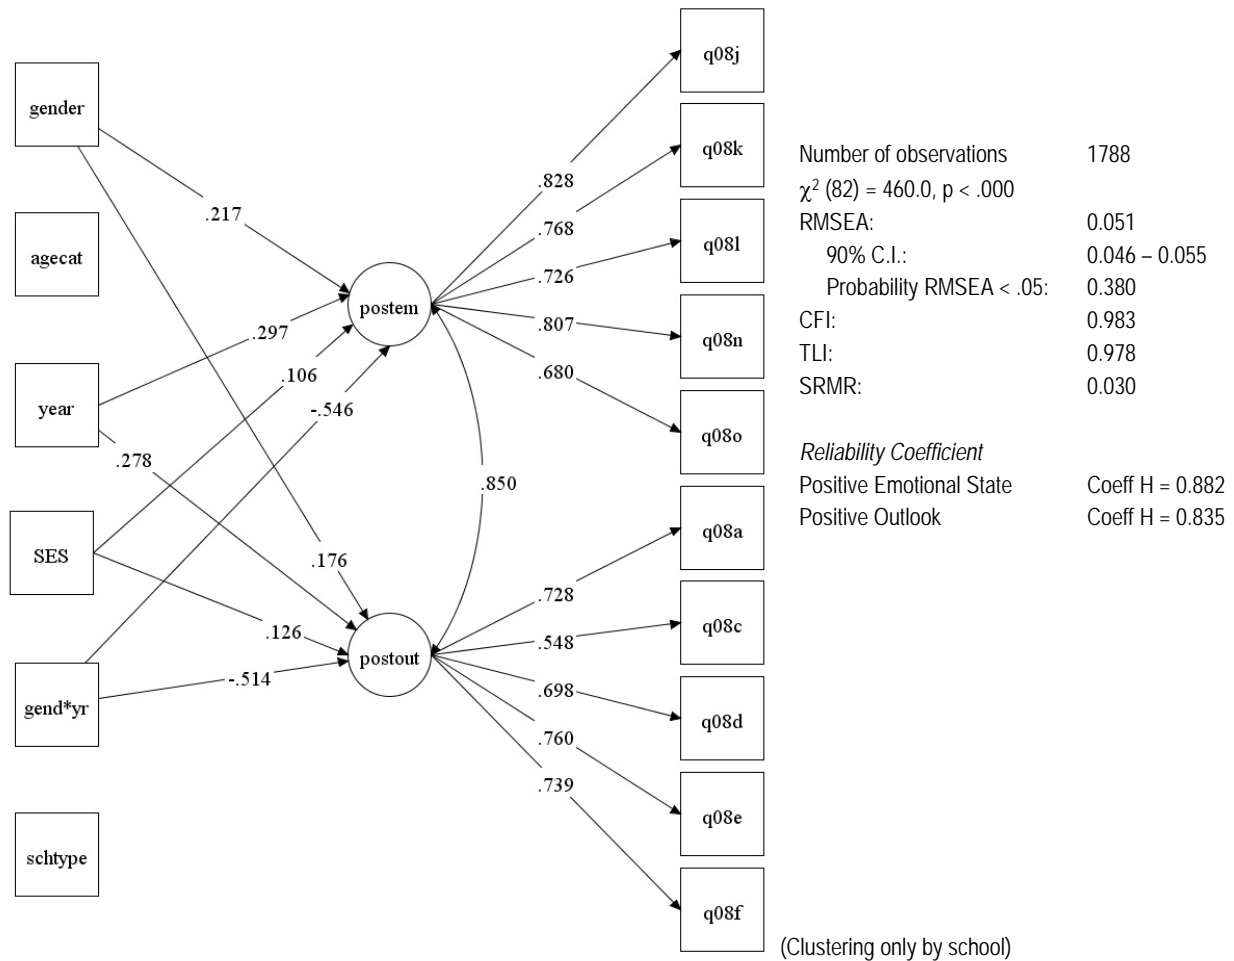 gender
agecat
year
SES
gend*yr
schtype
.217
.297
.106
-.546
.278
.176
.126
-.514
postem
postout
.850
.828
.768
.726
.807
.680
.728
.548
.698
.760
.739
q08j
q08k
q08l
q08n
q08o
q08a
q08c
q08d
q08e
q08f
Number of observations 1788
χ² (82) = 460.0, p < .000
RMSEA: 0.051
90% C.I.: 0.046 – 0.055
Probability RMSEA < .05: 0.380
CFI: 0.983
TLI: 0.978
SRMR: 0.030
Reliability Coefficient
Positive Emotional State Coeff H = 0.882
Positive Outlook Coeff H = 0.835
(Clustering only by school)